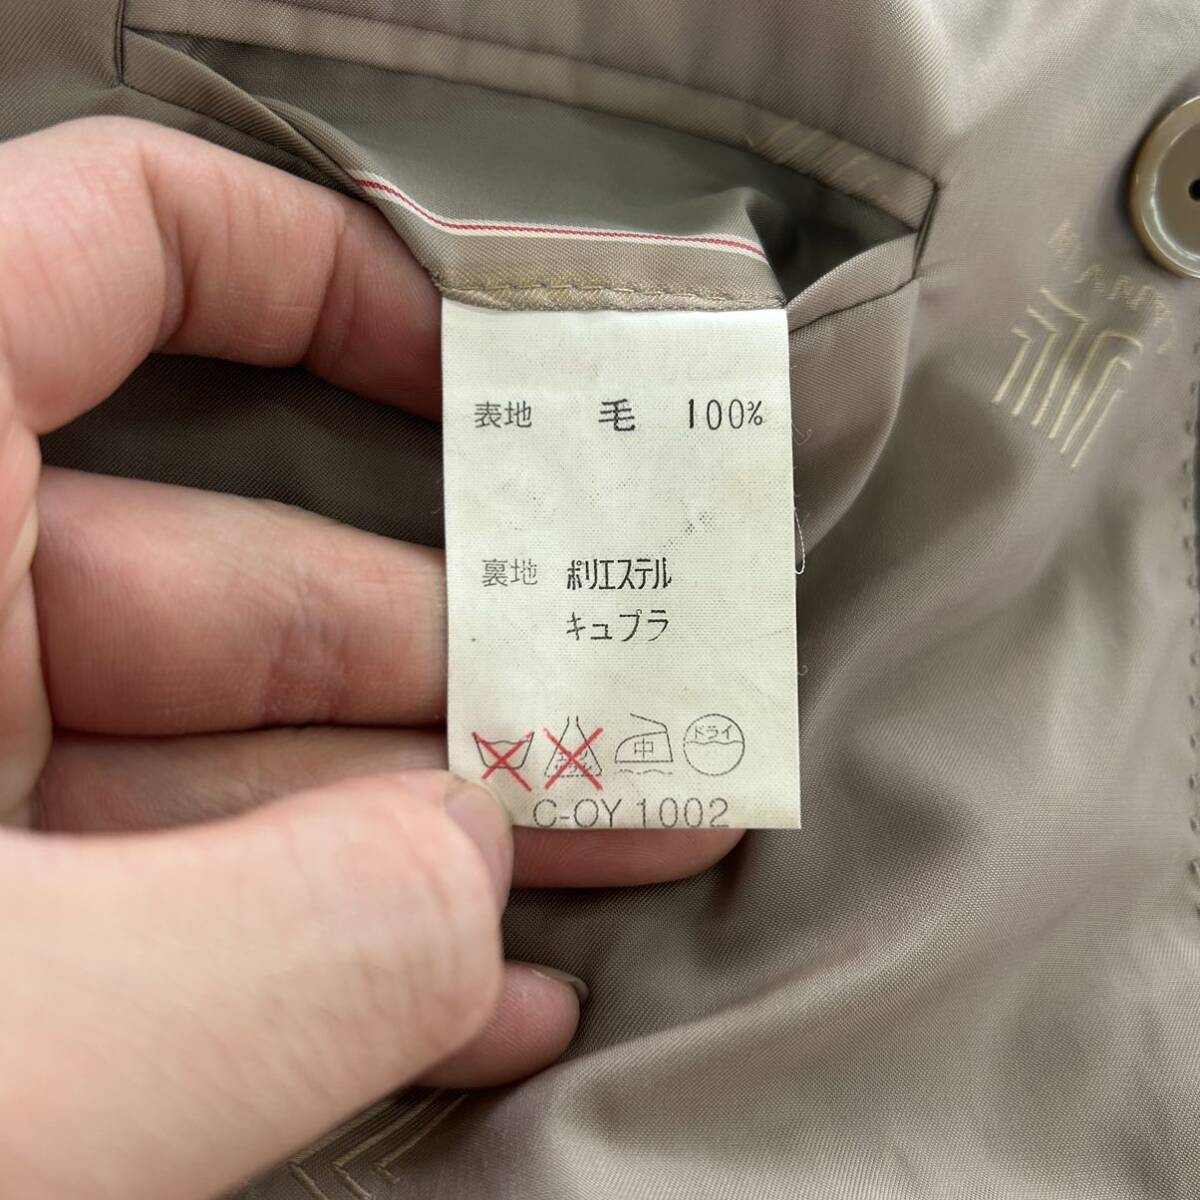 表地 毛 100%
裏地 ポリエステル
キュプラ
中 ドライ
C-OY 1002